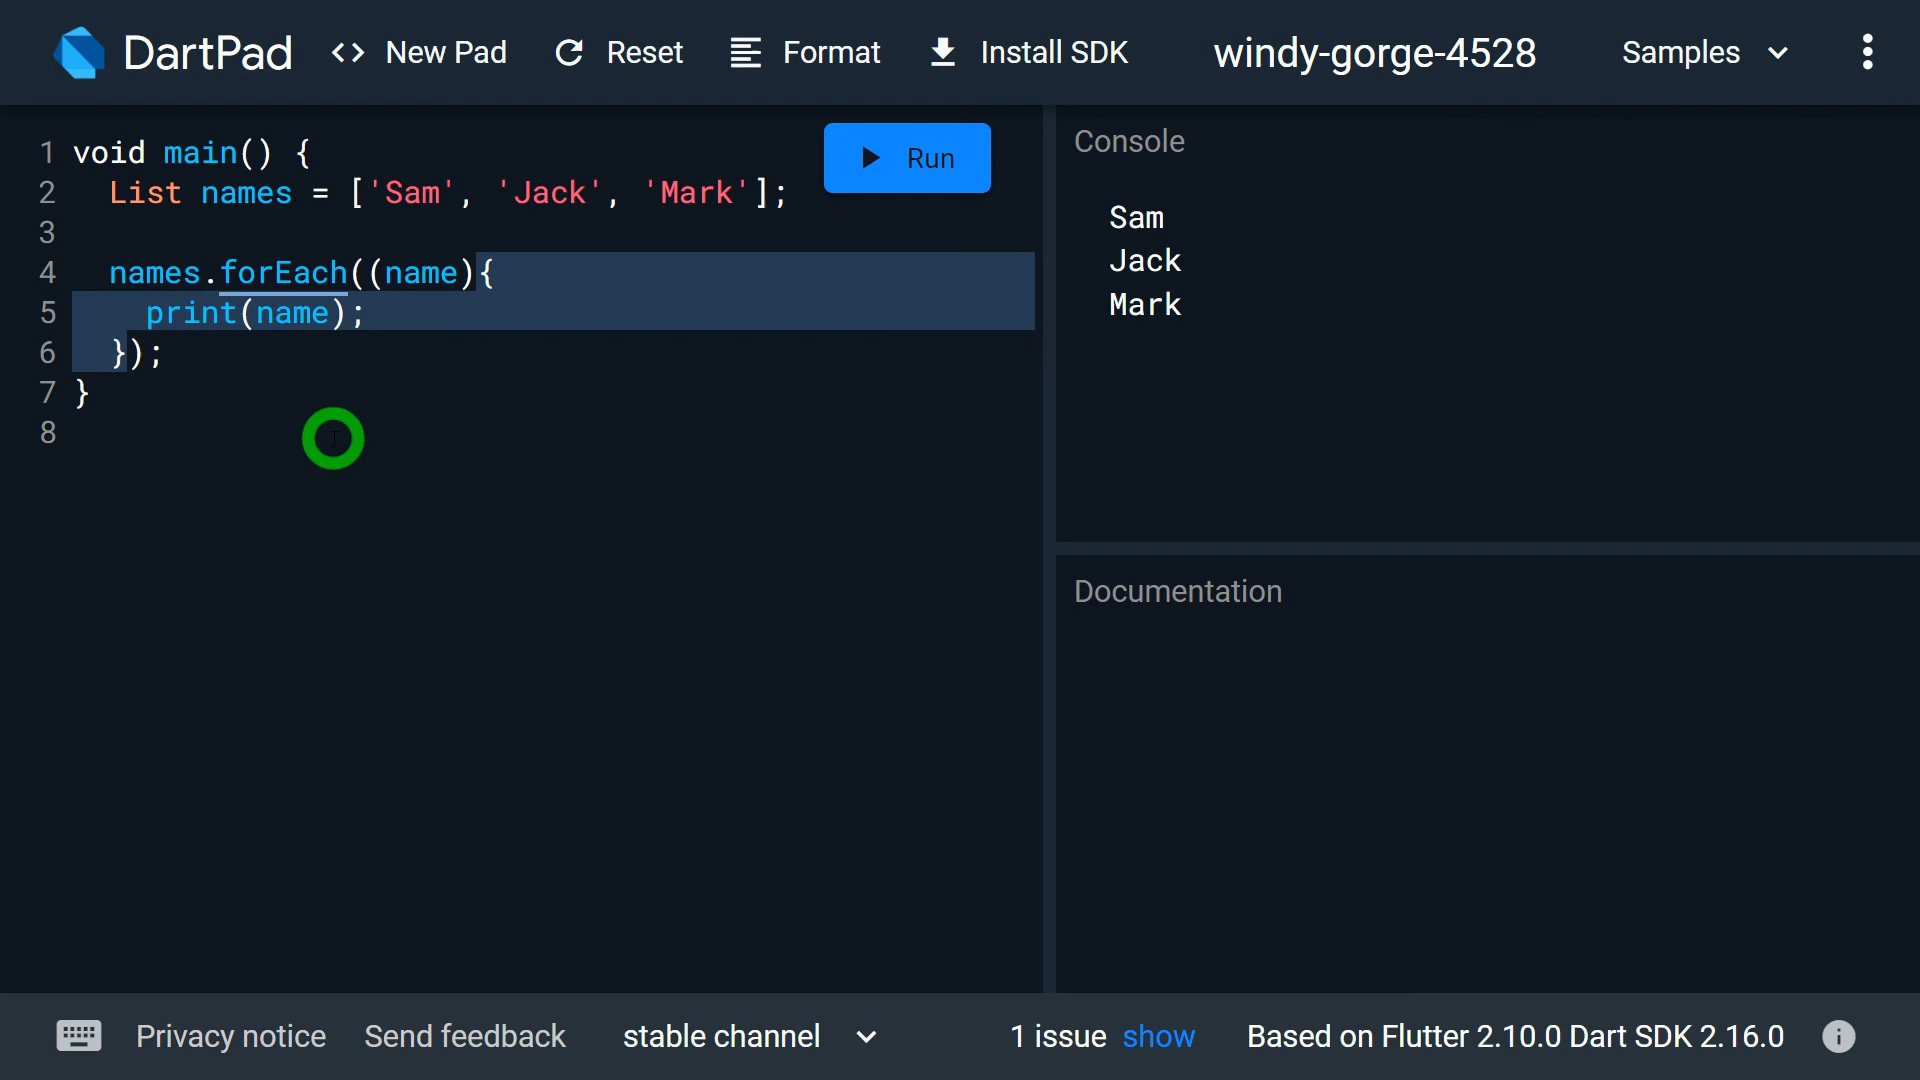 DartPad <> New Pad Reset Format Install SDK windy-gorge-4528 Samples
1 void main() {
2   List names = ['Sam', 'Jack', 'Mark'];
3
4   names.forEach((name){
5     print(name);
6   });
7 }
8
Run
Console
Sam
Jack
Mark
Documentation
Privacy notice Send feedback stable channel 1 issue show Based on Flutter 2.10.0 Dart SDK 2.16.0